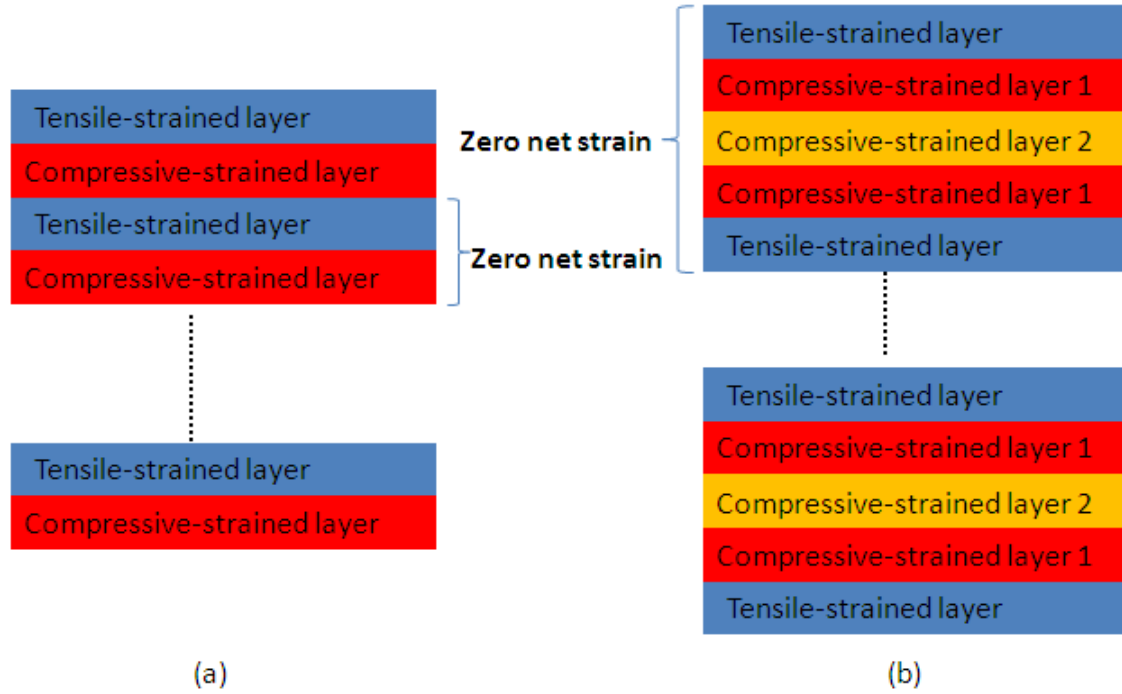 Tensile-strained layer
Compressive-strained layer
Tensile-strained layer
Compressive-strained layer
Zero net strain
Tensile-strained layer
Compressive-strained layer
(a)
Zero net strain
Tensile-strained layer
Compressive-strained layer 1
Compressive-strained layer 2
Compressive-strained layer 1
Tensile-strained layer
Tensile-strained layer
Compressive-strained layer 1
Compressive-strained layer 2
Compressive-strained layer 1
Tensile-strained layer
(b)